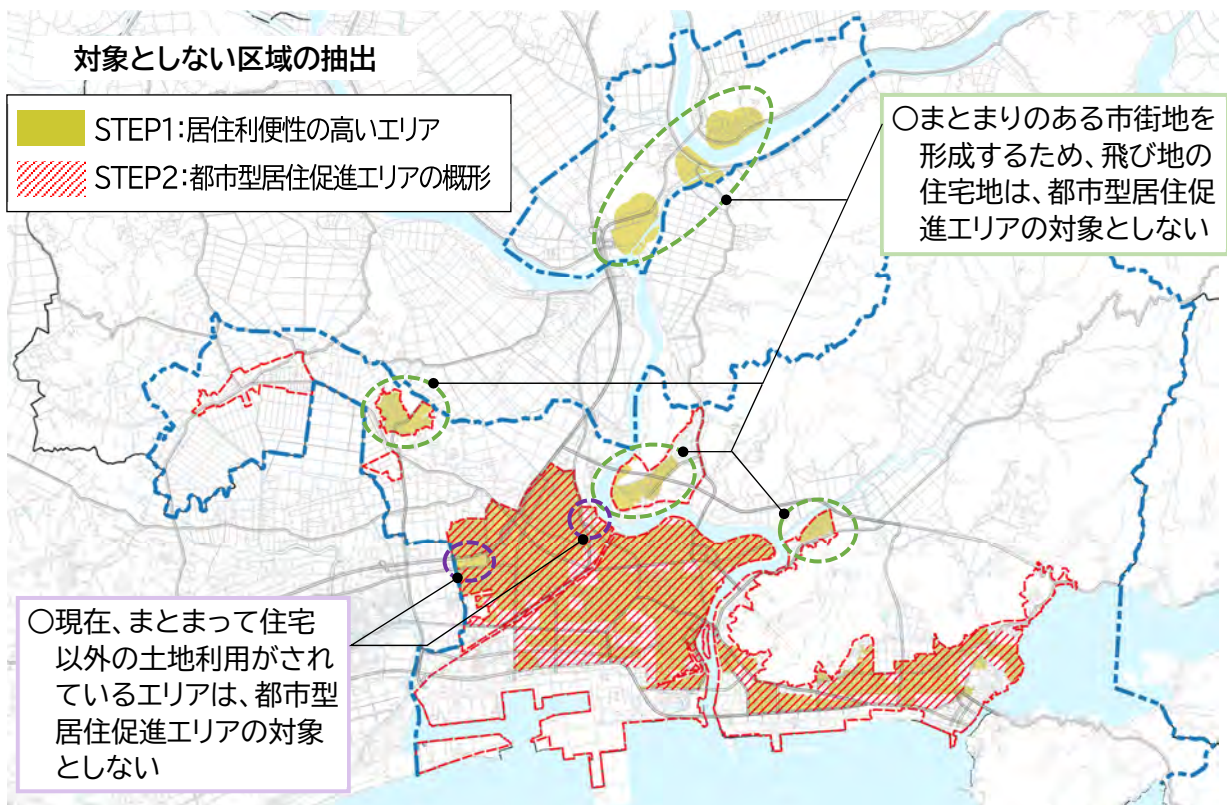 対象としない区域の抽出
STEP1：居住利便性の高いエリア
STEP2：都市型居住促進エリアの概形
○まとまりのある市街地を
形成するため、飛び地の
住宅地は、都市型居住促
進エリアの対象としない
○現在、まとまって住宅
以外の土地利用がされ
ているエリアは、都市型
居住促進エリアの対象
としない